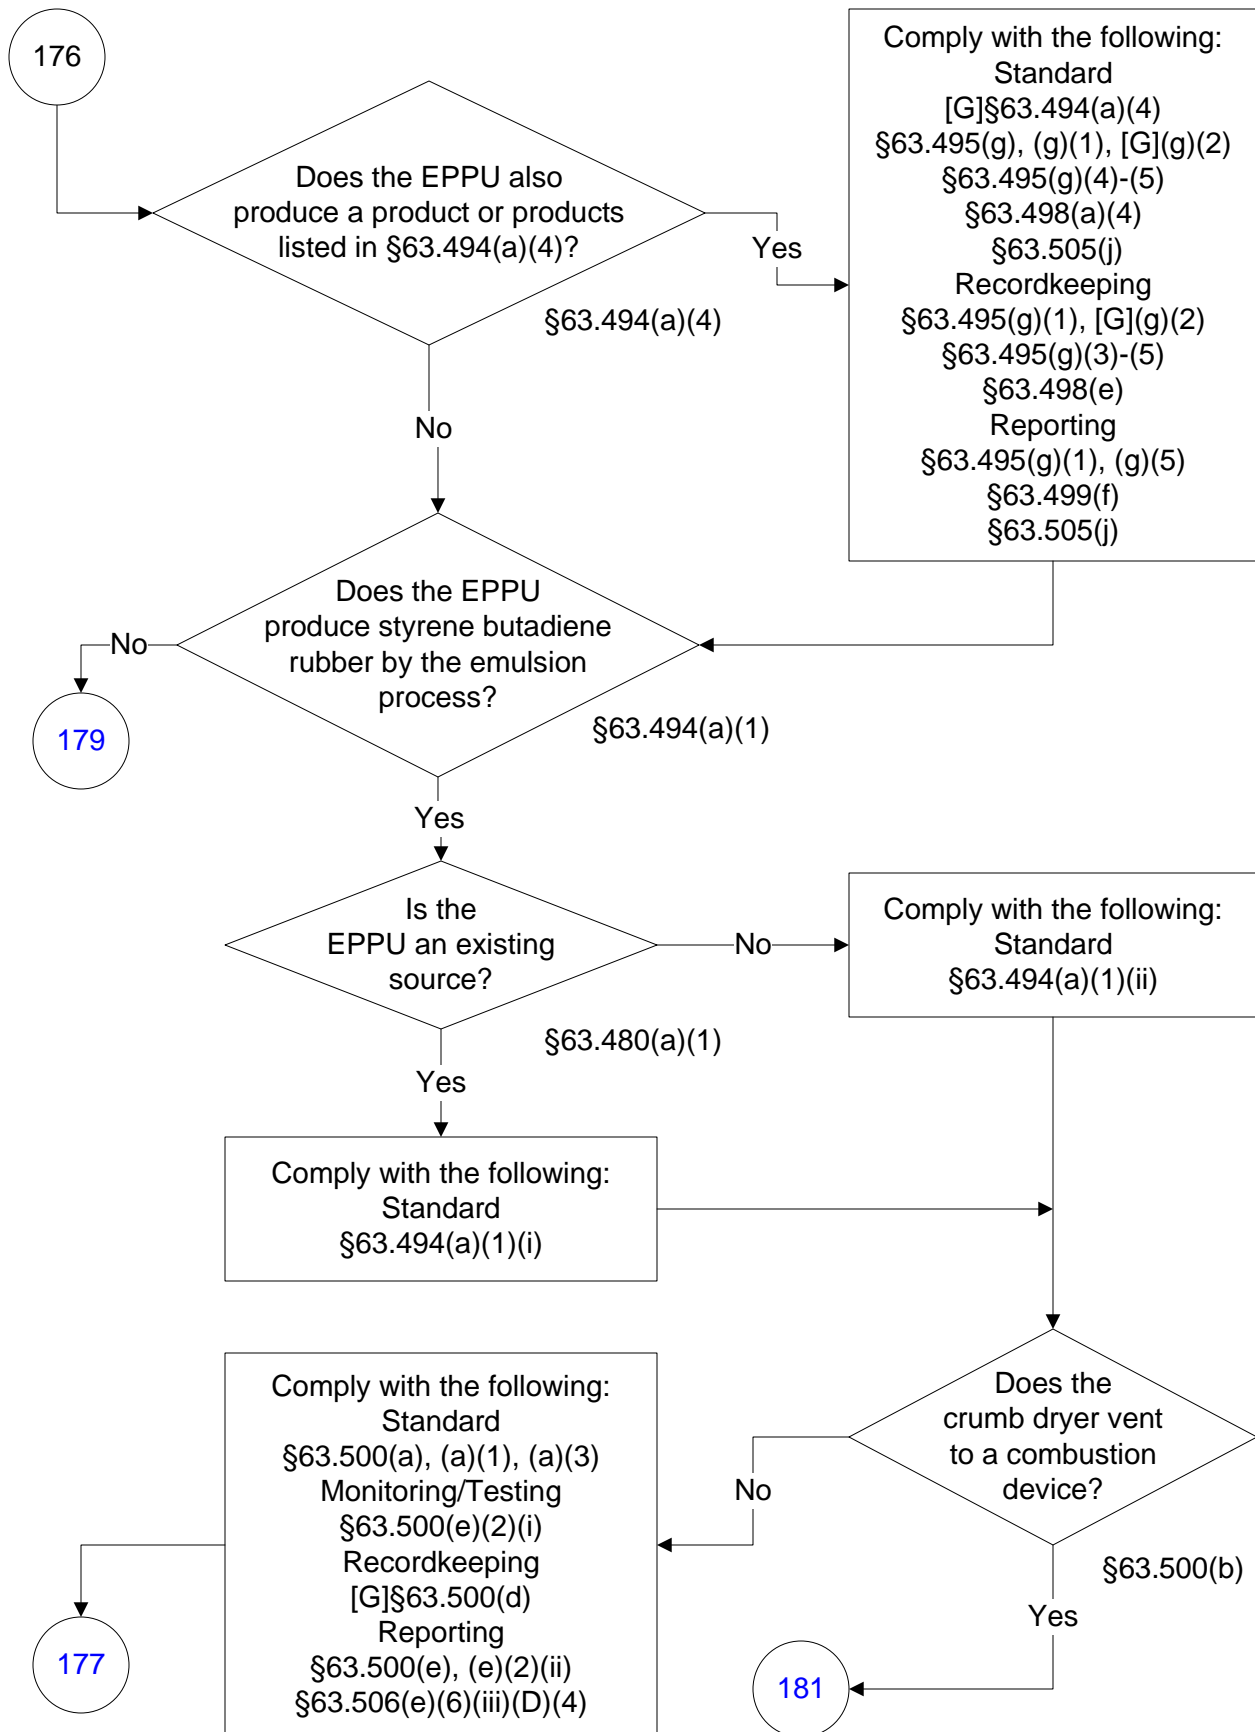 176
Does the EPPU also
produce a product or products
listed in §63.494(a)(4)?
§63.494(a)(4)
Yes
Comply with the following:
Standard
[G]§63.494(a)(4)
§63.495(g), (g)(1), [G](g)(2)
§63.495(g)(4)-(5)
§63.498(a)(4)
§63.505(j)
Recordkeeping
§63.495(g)(1), [G](g)(2)
§63.495(g)(3)-(5)
§63.498(e)
Reporting
§63.495(g)(1), (g)(5)
§63.499(f)
§63.505(j)
No
Does the EPPU
produce styrene butadiene
rubber by the emulsion
process?
§63.494(a)(1)
No
179
Yes
Is the
EPPU an existing
source?
§63.480(a)(1)
No
Comply with the following:
Standard
§63.494(a)(1)(ii)
Yes
Comply with the following:
Standard
§63.494(a)(1)(i)
Does the
crumb dryer vent
to a combustion
device?
§63.500(b)
No
Comply with the following:
Standard
§63.500(a), (a)(1), (a)(3)
Monitoring/Testing
§63.500(e)(2)(i)
Recordkeeping
[G]§63.500(d)
Reporting
§63.500(e), (e)(2)(ii)
§63.506(e)(6)(iii)(D)(4)
177
Yes
181